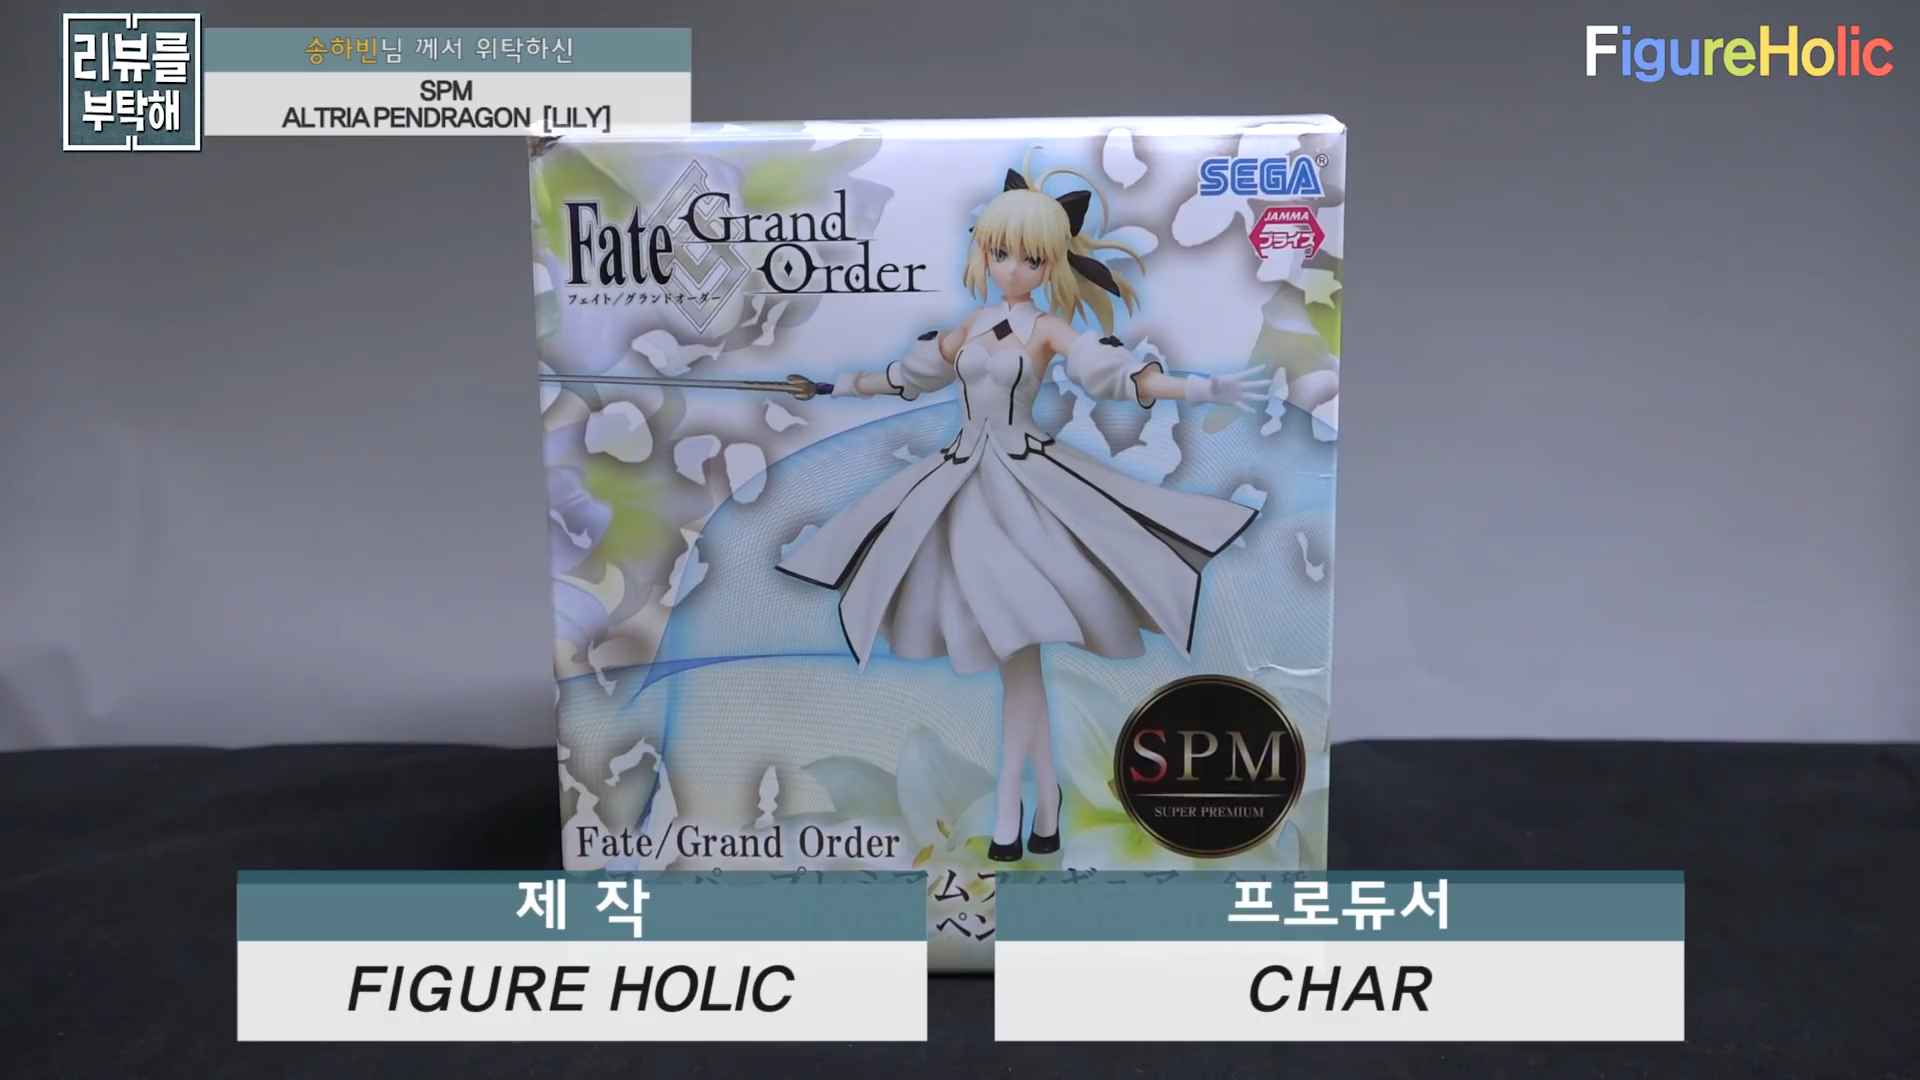 리뷰를
부탁해
송하빈님 께서 위탁하신
SPM
ALTRIA PENDRAGON [LILY]
FigureHolic
SEGA®
JAMMA
プライズ
Fate
Grand
Order
フェイト/グランドオーダー
SPM
SUPER PREMIUM
Fate/Grand Order
제 작
프로듀서
FIGURE HOLIC
CHAR